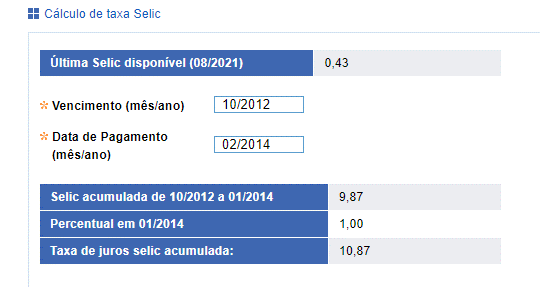 Cálculo de taxa Selic
Última Selic disponível (08/2021) 0,43
* Vencimento (mês/ano) 10/2012
* Data de Pagamento 02/2014
(mês/ano)
Selic acumulada de 10/2012 a 01/2014 9,87
Percentual em 01/2014 1,00
Taxa de juros selic acumulada: 10,87